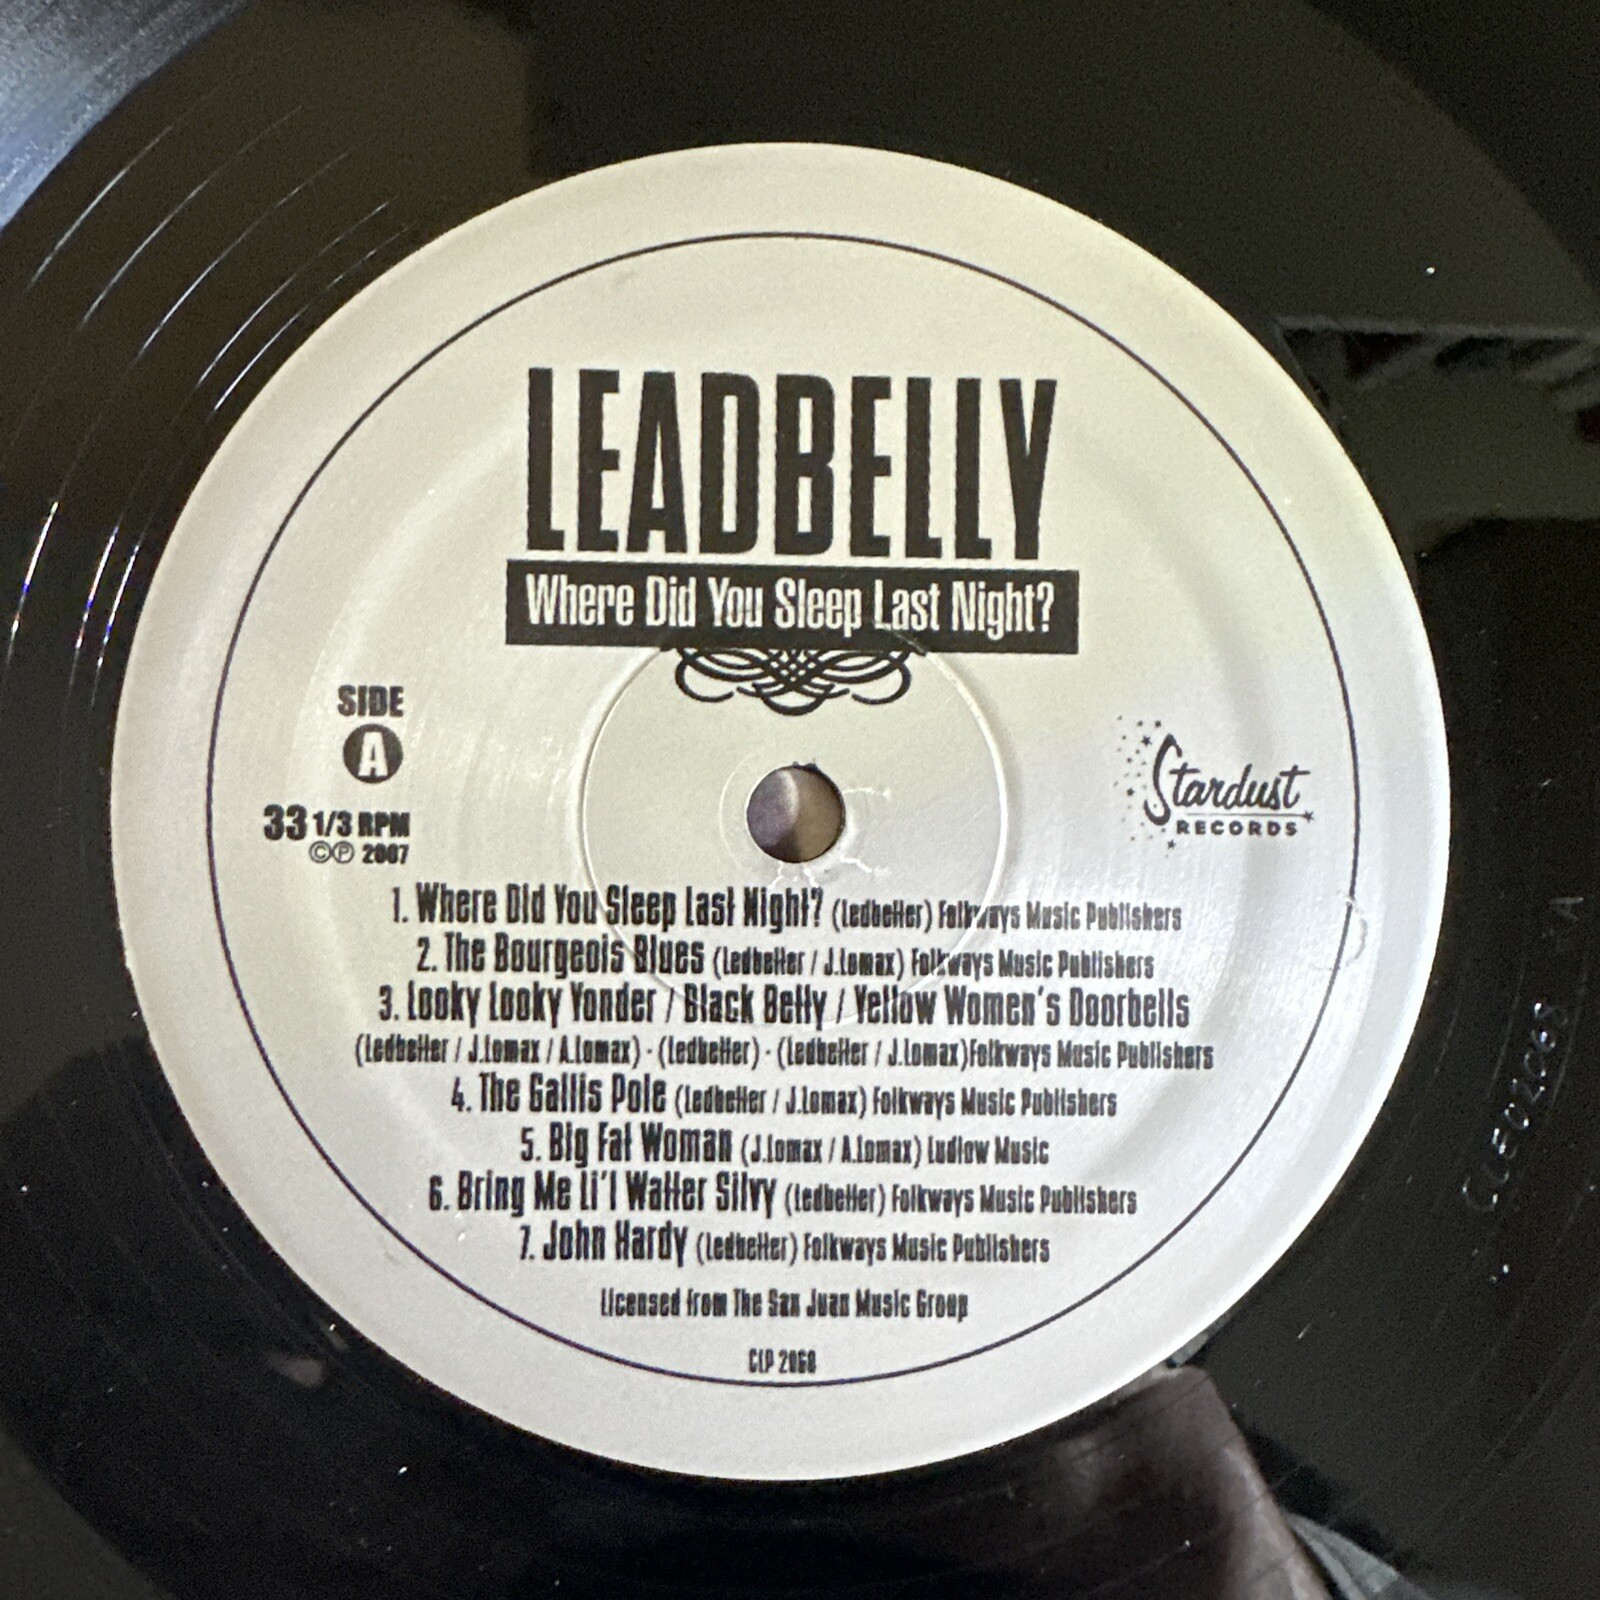 LEADBELLY
Where Did You Sleep Last Night?
SIDE
A
33 1/3 RPM
©℗ 2007
Stardust
RECORDS
1. Where Did You Sleep Last Night? (Ledbetter) Folkways Music Publishers
2. The Bourgeois Blues (Ledbetter / J.Lomax) Folkways Music Publishers
3. Looky Looky Yonder / Black Betty / Yellow Women's Doorbells
(Ledbetter / J.Lomax / A.Lomax) - (Ledbetter) - (Ledbetter / J.Lomax)Folkways Music Publishers
4. The Gallis Pole (Ledbetter / J.Lomax) Folkways Music Publishers
5. Big Fat Woman (J.Lomax / A.Lomax) Ludlow Music
6. Bring Me Li'l Watter Silvy (Ledbetter) Folkways Music Publishers
7. John Hardy (Ledbetter) Folkways Music Publishers
Licensed from The San Juan Music Group
CLP 2068
CLE02068 A